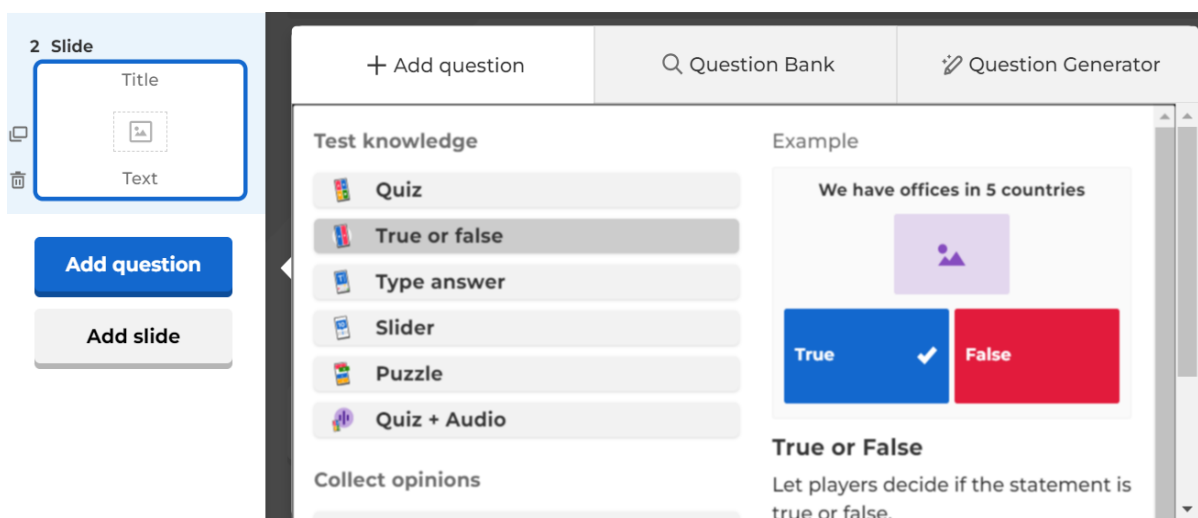 2 Slide
Title
Text
Add question
Add slide
+ Add question
Question Bank
Question Generator
Test knowledge
Quiz
True or false
Type answer
Slider
Puzzle
Quiz + Audio
Collect opinions
Example
We have offices in 5 countries
True
False
True or False
Let players decide if the statement is
true or false.